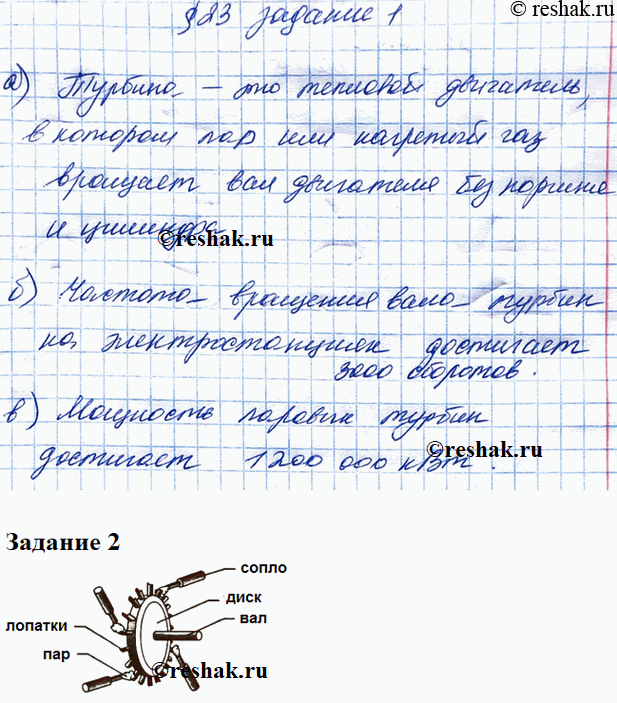 ©Reshak.ru
§23 задание 1
а) Турбина – это тепловой двигатель,
в котором пар или нагретый газ
вращает вал двигателя без поршня
и цилиндра
©reshak.ru
б) Частота вращения вала турбин
на электростанциях достигает
3000 оборотов.
в) Мощность паровых турбин
©reshak.ru
достигает 1200 000 кВт.
Задание 2
сопло
диск
вал
лопатки
пар
©reshak.ru